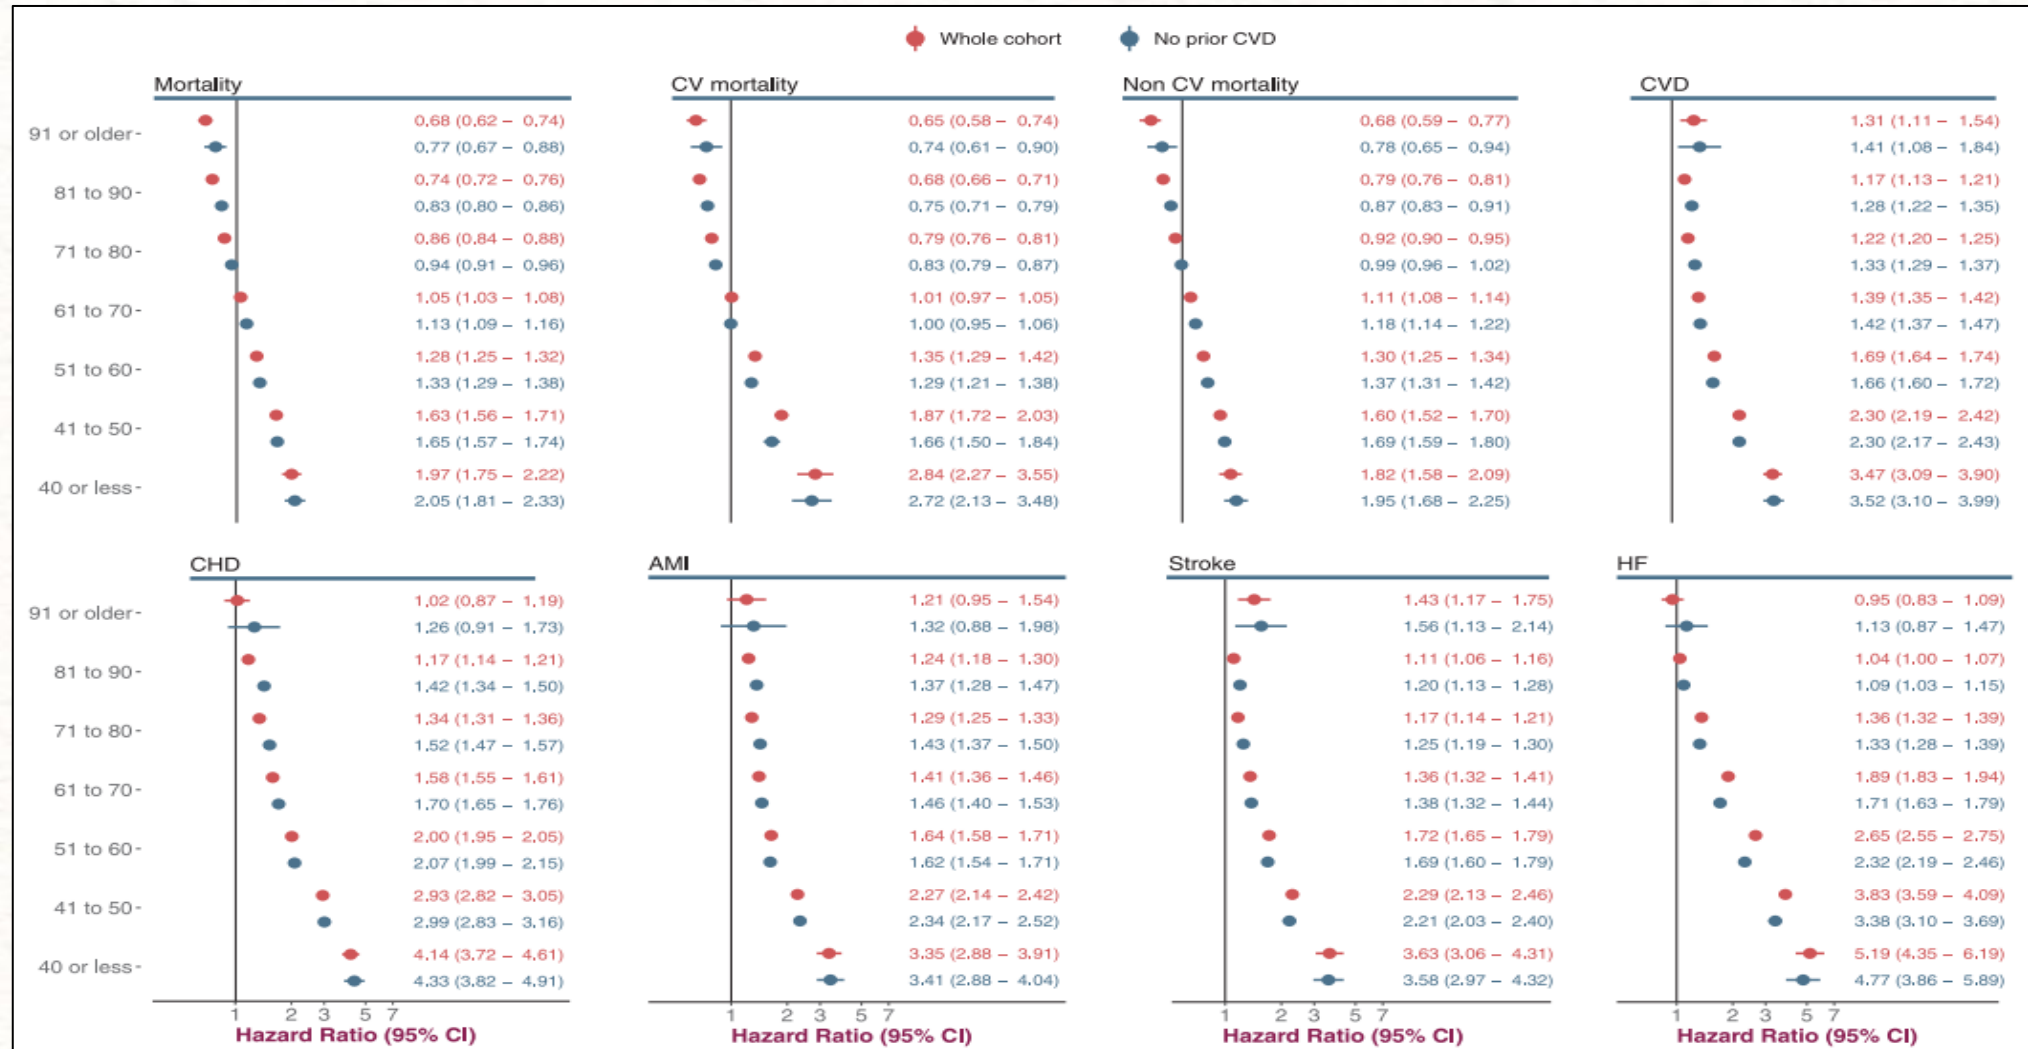 Whole cohort No prior CVD
Mortality CV mortality Non CV mortality CVD
0.68 (0.62 – 0.74) 0.65 (0.58 – 0.74) 0.68 (0.59 – 0.77) 1.31 (1.11 – 1.54)
91 or older-
0.77 (0.67 – 0.88) 0.74 (0.61 – 0.90) 0.78 (0.65 – 0.94) 1.41 (1.08 – 1.84)
0.74 (0.72 – 0.76) 0.68 (0.66 – 0.71) 0.79 (0.76 – 0.81) 1.17 (1.13 – 1.21)
81 to 90-
0.83 (0.80 – 0.86) 0.75 (0.71 – 0.79) 0.87 (0.83 – 0.91) 1.28 (1.22 – 1.35)
0.86 (0.84 – 0.88) 0.79 (0.76 – 0.81) 0.92 (0.90 – 0.95) 1.22 (1.20 – 1.25)
71 to 80-
0.94 (0.91 – 0.96) 0.83 (0.79 – 0.87) 0.99 (0.96 – 1.02) 1.33 (1.29 – 1.37)
1.05 (1.03 – 1.08) 1.01 (0.97 – 1.05) 1.11 (1.08 – 1.14) 1.39 (1.35 – 1.42)
61 to 70-
1.13 (1.09 – 1.16) 1.00 (0.95 – 1.06) 1.18 (1.14 – 1.22) 1.42 (1.37 – 1.47)
1.28 (1.25 – 1.32) 1.35 (1.29 – 1.42) 1.30 (1.25 – 1.34) 1.69 (1.64 – 1.74)
51 to 60-
1.33 (1.29 – 1.38) 1.29 (1.21 – 1.38) 1.37 (1.31 – 1.42) 1.66 (1.60 – 1.72)
1.63 (1.56 – 1.71) 1.87 (1.72 – 2.03) 1.60 (1.52 – 1.70) 2.30 (2.19 – 2.42)
41 to 50-
1.65 (1.57 – 1.74) 1.66 (1.50 – 1.84) 1.69 (1.59 – 1.80) 2.30 (2.17 – 2.43)
1.97 (1.75 – 2.22) 2.84 (2.27 – 3.55) 1.82 (1.58 – 2.09) 3.47 (3.09 – 3.90)
40 or less-
2.05 (1.81 – 2.33) 2.72 (2.13 – 3.48) 1.95 (1.68 – 2.25) 3.52 (3.10 – 3.99)
CHD AMI Stroke HF
1.02 (0.87 – 1.19) 1.21 (0.95 – 1.54) 1.43 (1.17 – 1.75) 0.95 (0.83 – 1.09)
91 or older-
1.26 (0.91 – 1.73) 1.32 (0.88 – 1.98) 1.56 (1.13 – 2.14) 1.13 (0.87 – 1.47)
1.17 (1.14 – 1.21) 1.24 (1.18 – 1.30) 1.11 (1.06 – 1.16) 1.04 (1.00 – 1.07)
81 to 90-
1.42 (1.34 – 1.50) 1.37 (1.28 – 1.47) 1.20 (1.13 – 1.28) 1.09 (1.03 – 1.15)
1.34 (1.31 – 1.36) 1.29 (1.25 – 1.33) 1.17 (1.14 – 1.21) 1.36 (1.32 – 1.39)
71 to 80-
1.52 (1.47 – 1.57) 1.43 (1.37 – 1.50) 1.25 (1.19 – 1.30) 1.33 (1.28 – 1.39)
1.58 (1.55 – 1.61) 1.41 (1.36 – 1.46) 1.36 (1.32 – 1.41) 1.89 (1.83 – 1.94)
61 to 70-
1.70 (1.65 – 1.76) 1.46 (1.40 – 1.53) 1.38 (1.32 – 1.44) 1.71 (1.63 – 1.79)
2.00 (1.95 – 2.05) 1.64 (1.58 – 1.71) 1.72 (1.65 – 1.79) 2.65 (2.55 – 2.75)
51 to 60-
2.07 (1.99 – 2.15) 1.62 (1.54 – 1.71) 1.69 (1.60 – 1.79) 2.32 (2.19 – 2.46)
2.93 (2.82 – 3.05) 2.27 (2.14 – 2.42) 2.29 (2.13 – 2.46) 3.83 (3.59 – 4.09)
41 to 50-
2.99 (2.83 – 3.16) 2.34 (2.17 – 2.52) 2.21 (2.03 – 2.40) 3.38 (3.10 – 3.69)
4.14 (3.72 – 4.61) 3.35 (2.88 – 3.91) 3.63 (3.06 – 4.31) 5.19 (4.35 – 6.19)
40 or less-
4.33 (3.82 – 4.91) 3.41 (2.88 – 4.04) 3.58 (2.97 – 4.32) 4.77 (3.86 – 5.89)
1 2 3 5 7 1 2 3 5 7 1 2 3 5 7 1 2 3 5 7
Hazard Ratio (95% CI) Hazard Ratio (95% CI) Hazard Ratio (95% CI) Hazard Ratio (95% CI)